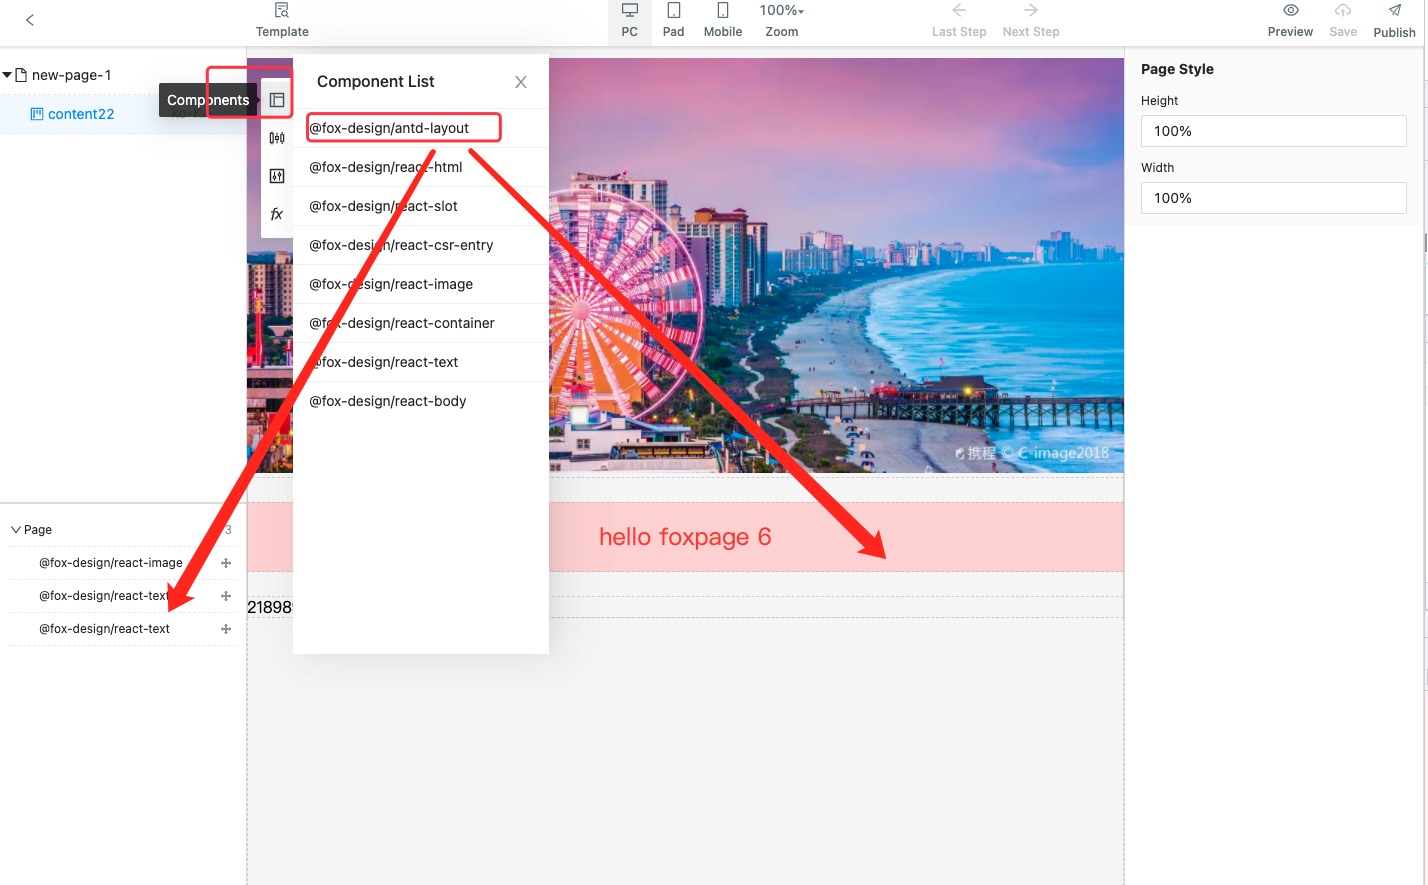 Template
PC
Pad
Mobile
100%
Zoom
Last Step
Next Step
Preview
Save
Publish
new-page-1
content22
Components
Component List
@fox-design/antd-layout
@fox-design/react-html
@fox-design/react-slot
@fox-design/react-csr-entry
@fox-design/react-image
@fox-design/react-container
@fox-design/react-text
@fox-design/react-body
fx
Page Style
Height
100%
Width
100%
携程 © C-image2018
hello foxpage 6
21898
Page
3
@fox-design/react-image
@fox-design/react-text
@fox-design/react-text